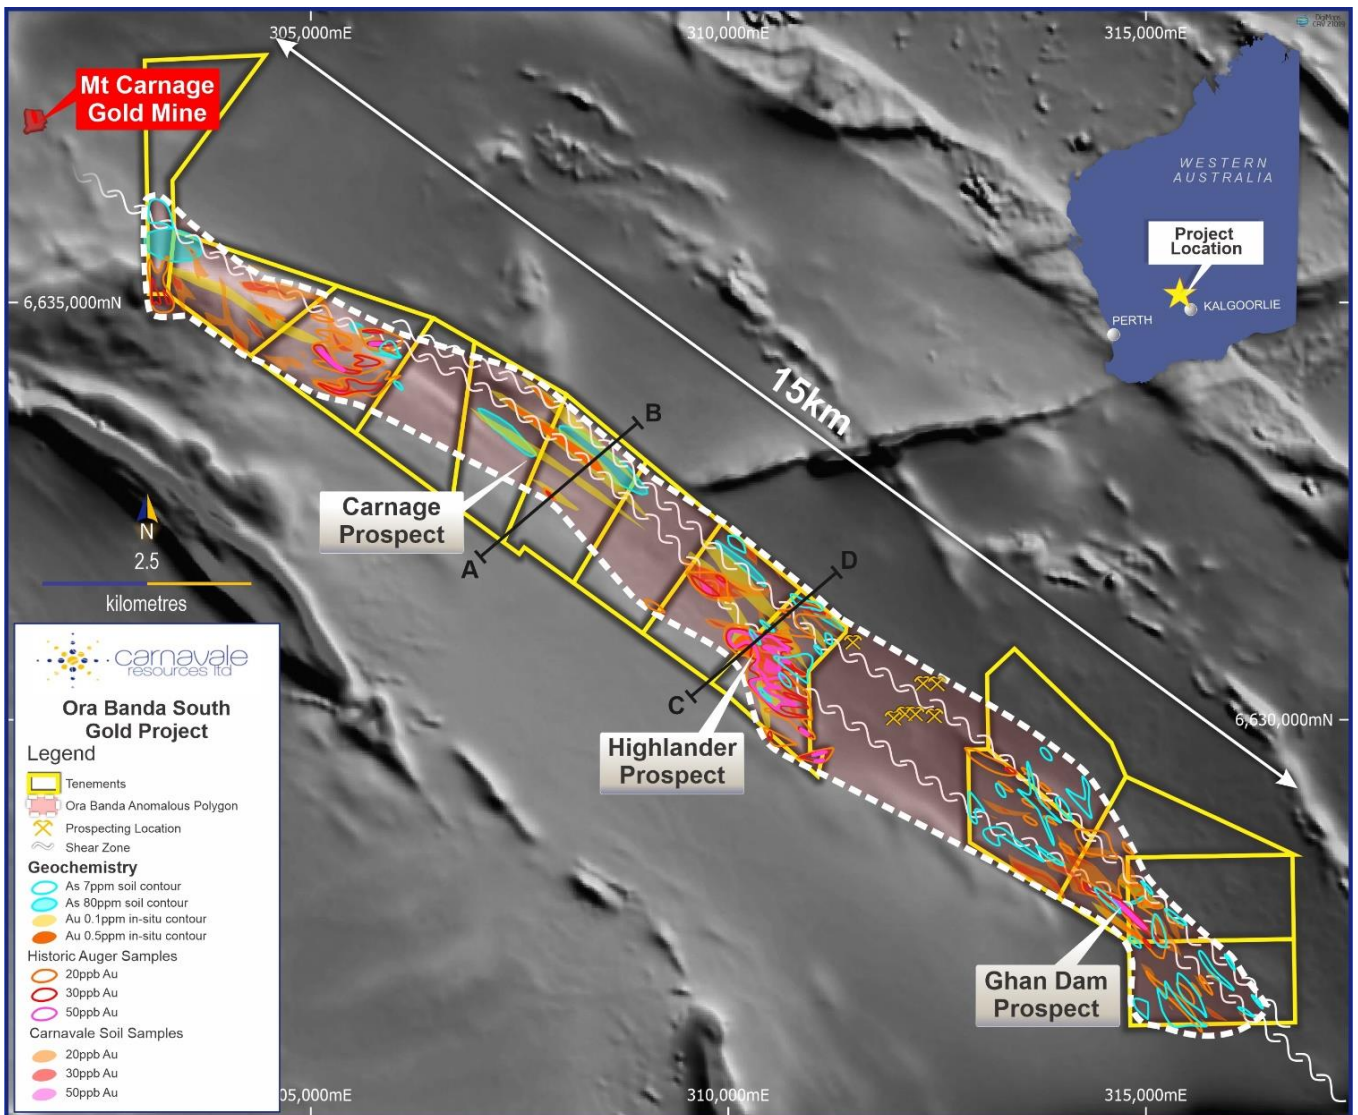 305,000mE
310,000mE
315,000mE
DigiMaps
Mt Carnage
Gold Mine
WESTERN
AUSTRALIA
Project
Location
KALGOORLIE
PERTH
6,635,000mN
15km
B
Carnage
Prospect
A
D
N
2.5
kilometres
C
6,630,000mN
Highlander
Prospect
Ghan Dam
Prospect
carnavale
resources ltd
Ora Banda South
Gold Project
Legend
Tenements
Ora Banda Anomalous Polygon
Prospecting Location
Shear Zone
Geochemistry
As 7ppm soil contour
As 80ppm soil contour
Au 0.1ppm in-situ contour
Au 0.5ppm in-situ contour
Historic Auger Samples
20ppb Au
30ppb Au
50ppb Au
Carnavale Soil Samples
20ppb Au
30ppb Au
50ppb Au
05,000mE
310,000mE
315,000mE